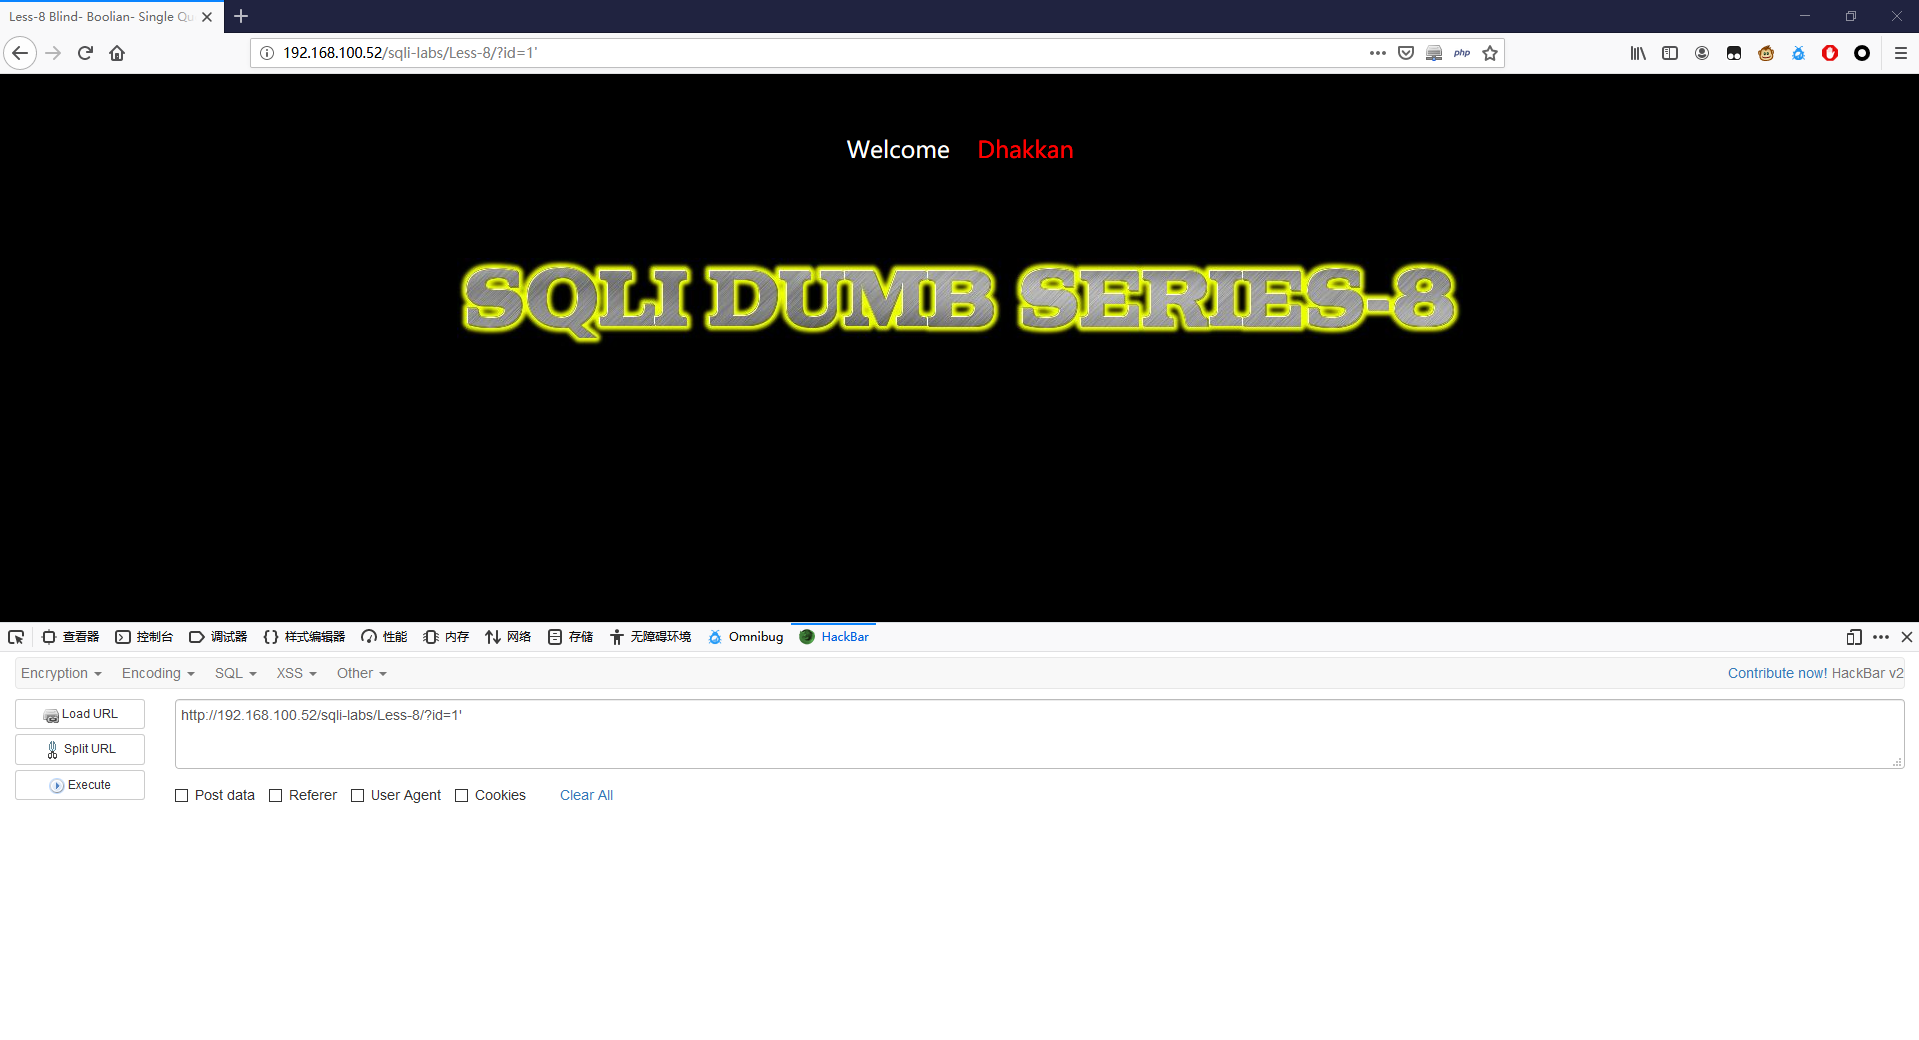 Less-8 Blind- Boolian- Single Qu
192.168.100.52/sqli-labs/Less-8/?id=1'
php
Welcome Dhakkan
SQLI DUMB SERIES-8
查看器 控制台 调试器 {} 样式编辑器 性能 内存 网络 存储 无障碍环境 Omnibug HackBar
Encryption Encoding SQL XSS Other Contribute now! HackBar v2
Load URL http://192.168.100.52/sqli-labs/Less-8/?id=1'
Split URL
Execute
Post data Referer User Agent Cookies Clear All